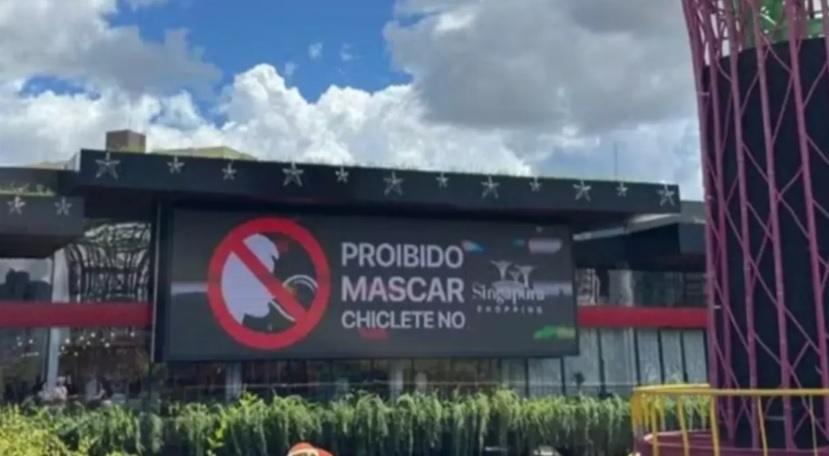 PROIBIDO
MASCAR
CHICLETE NO
Singapura
SHOPPING